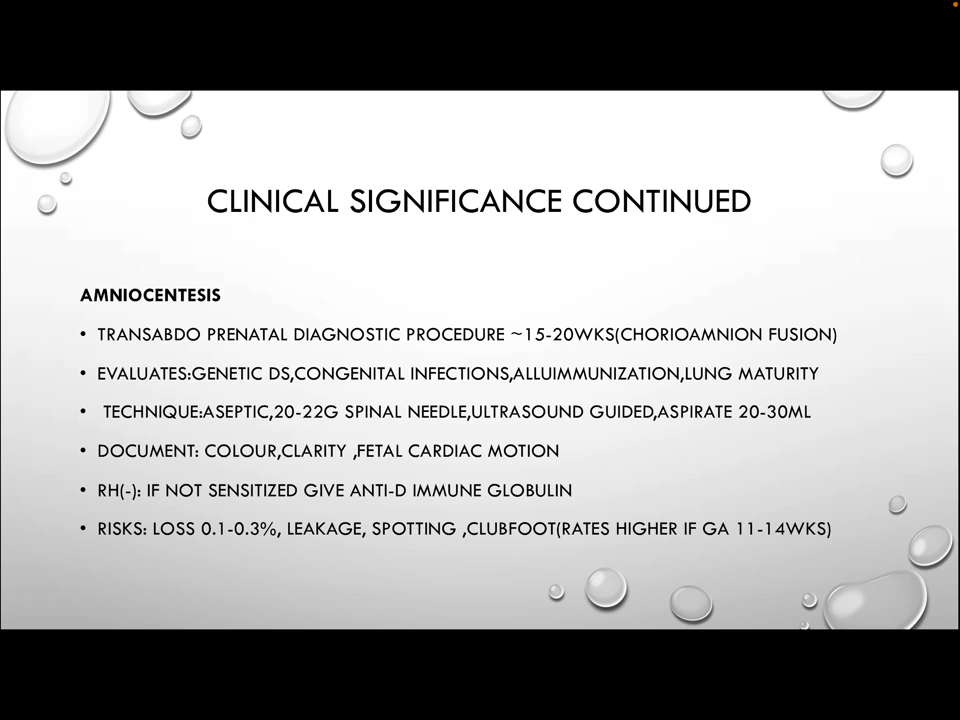 CLINICAL SIGNIFICANCE CONTINUED
AMNIOCENTESIS
• TRANSABDO PRENATAL DIAGNOSTIC PROCEDURE ~15-20WKS(CHORIOAMNION FUSION)
• EVALUATES:GENETIC DS,CONGENITAL INFECTIONS,ALLUIMMUNIZATION,LUNG MATURITY
• TECHNIQUE:ASEPTIC,20-22G SPINAL NEEDLE,ULTRASOUND GUIDED,ASPIRATE 20-30ML
• DOCUMENT: COLOUR,CLARITY ,FETAL CARDIAC MOTION
• RH(-): IF NOT SENSITIZED GIVE ANTI-D IMMUNE GLOBULIN
• RISKS: LOSS 0.1-0.3%, LEAKAGE, SPOTTING ,CLUBFOOT(RATES HIGHER IF GA 11-14WKS)